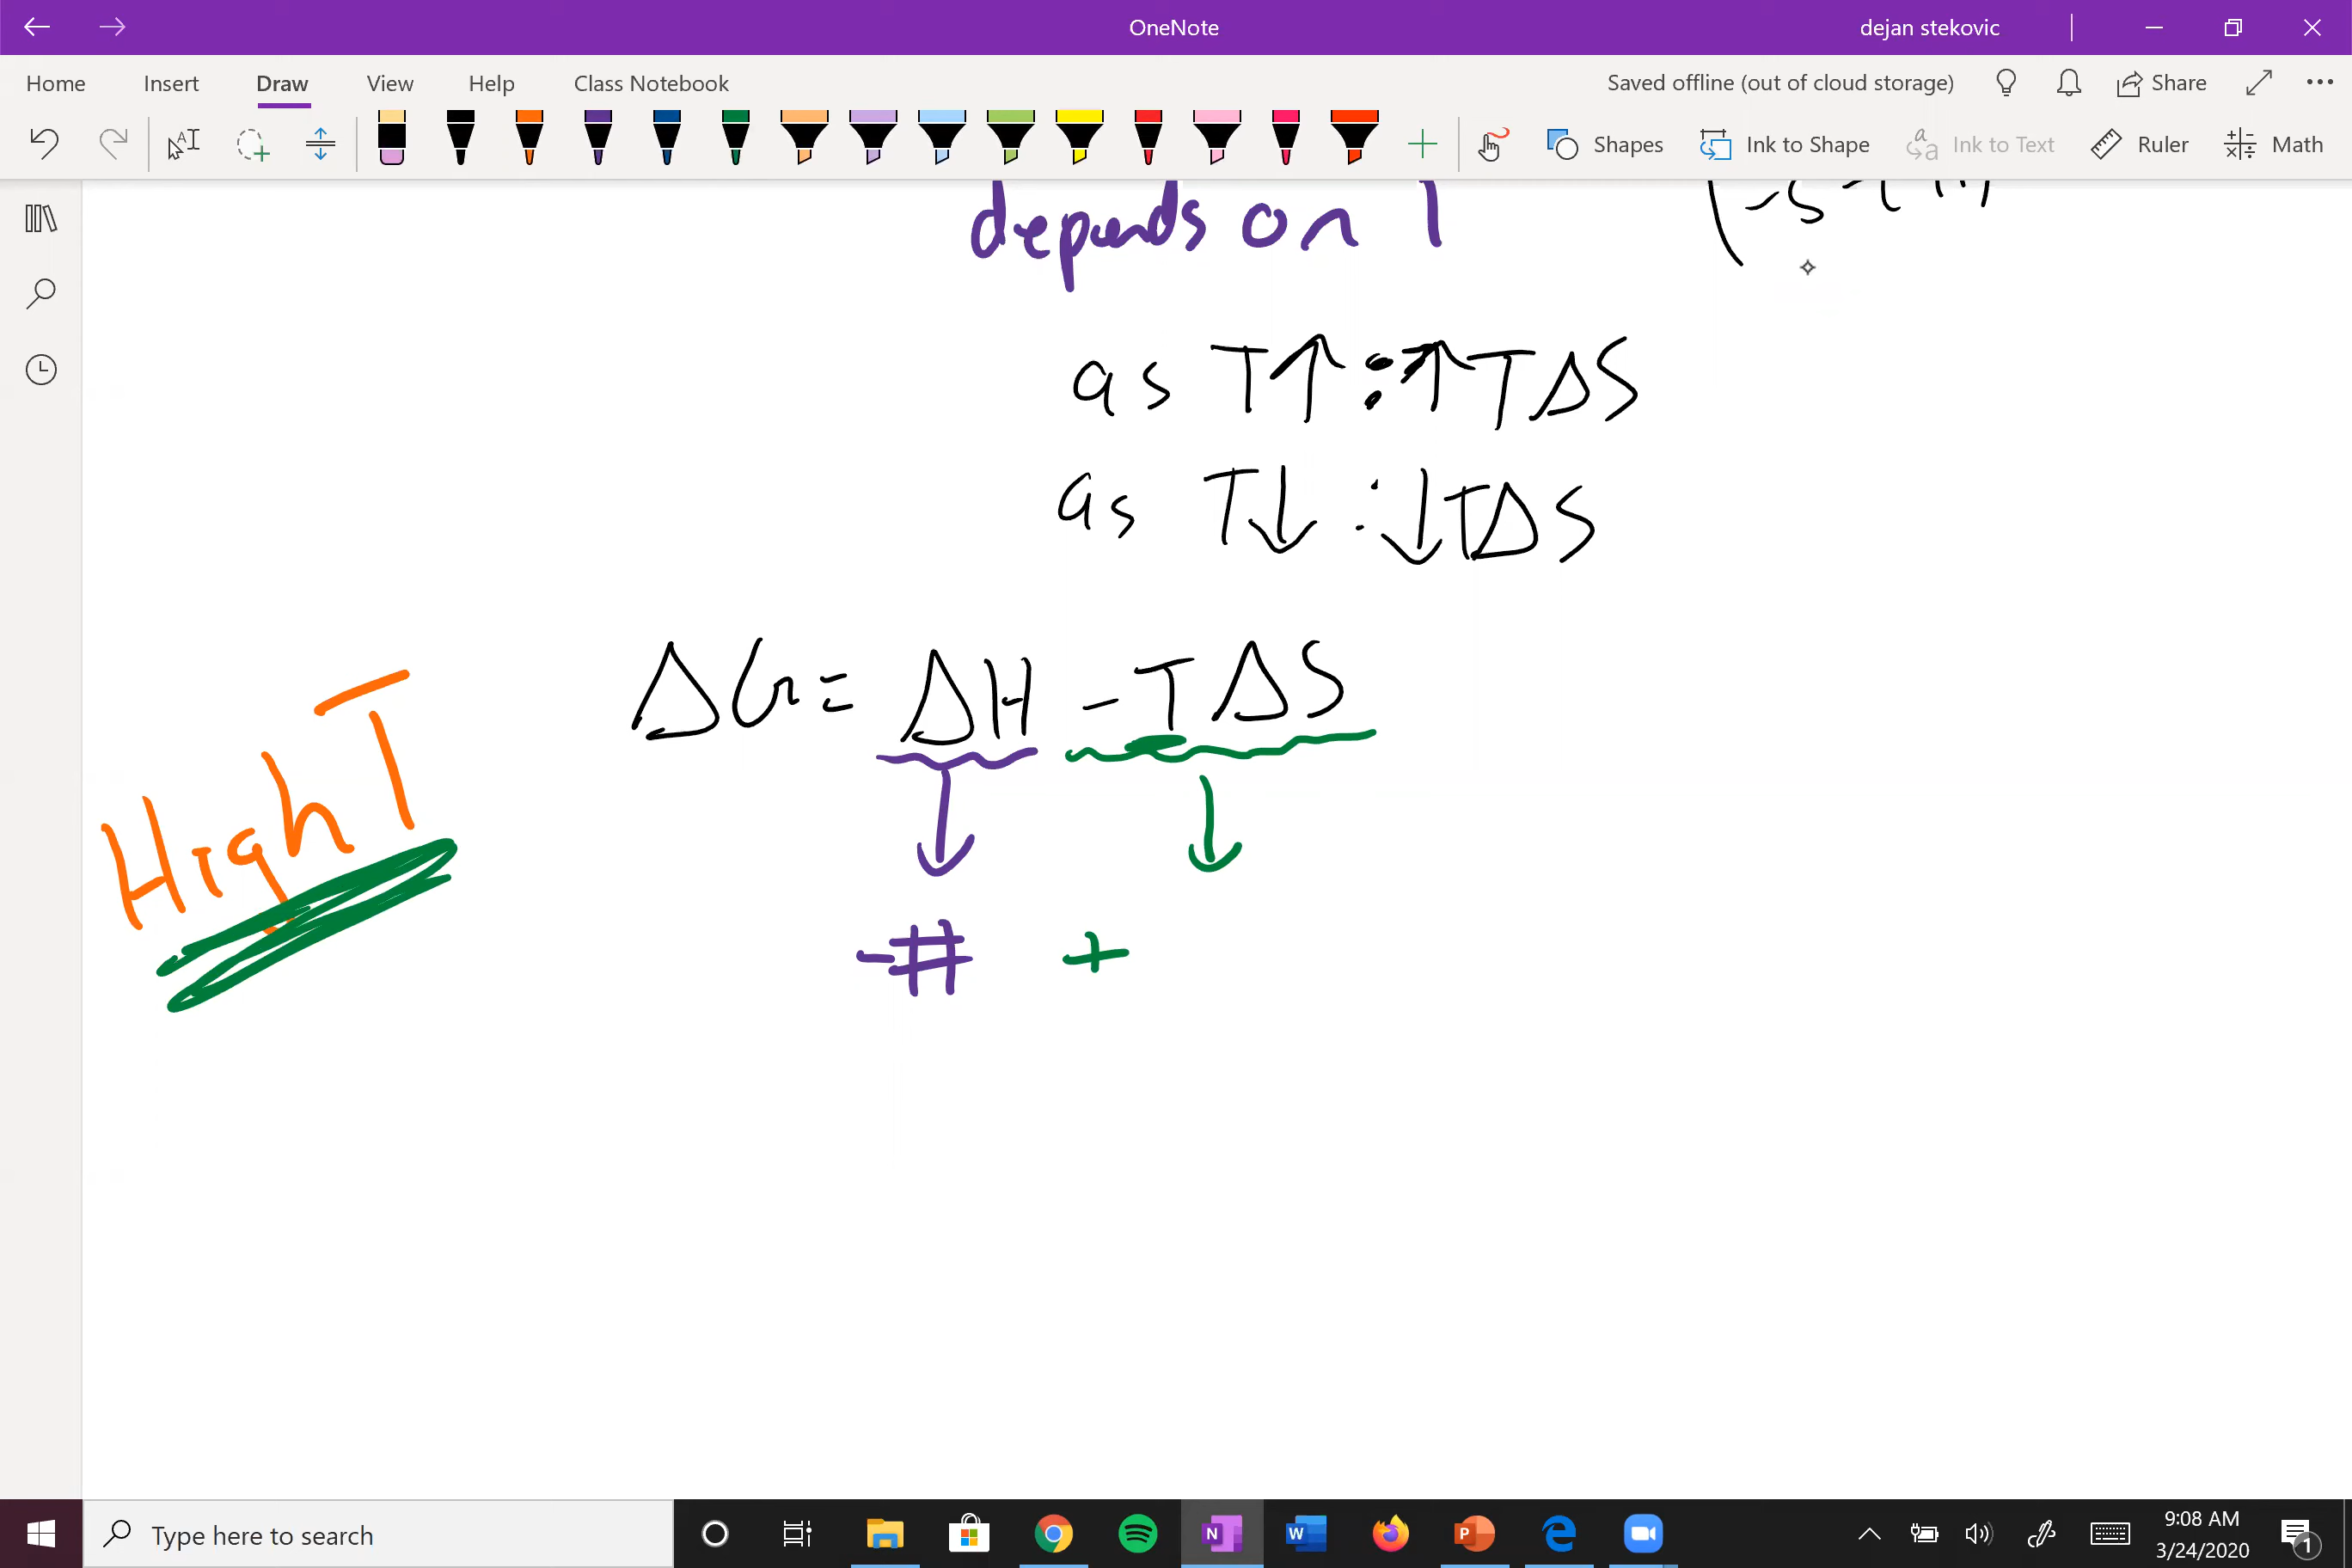 OneNote
dejan stekovic
Home Insert Draw View Help Class Notebook
Saved offline (out of cloud storage) Share
Shapes Ink to Shape Ink to Text Ruler Math
depends on T
as T↑ : ↑TΔS
as T↓ : ↓TΔS
ΔG = ΔH - TΔS
High T
-# +
Type here to search
9:08 AM
3/24/2020
1